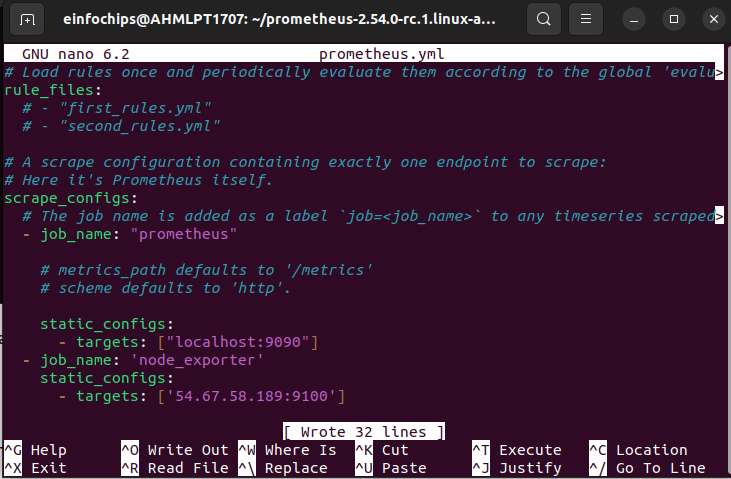 einfochips@AHMLPT1707: ~/prometheus-2.54.0-rc.1.linux-a...
GNU nano 6.2 prometheus.yml
# Load rules once and periodically evaluate them according to the global 'evalu>
rule_files:
  # - "first_rules.yml"
  # - "second_rules.yml"

# A scrape configuration containing exactly one endpoint to scrape:
# Here it's Prometheus itself.
scrape_configs:
  # The job name is added as a label `job=<job_name>` to any timeseries scraped>
  - job_name: "prometheus"

    # metrics_path defaults to '/metrics'
    # scheme defaults to 'http'.

    static_configs:
      - targets: ["localhost:9090"]
  - job_name: 'node_exporter'
    static_configs:
      - targets: ['54.67.58.189:9100']

[ Wrote 32 lines ]
^G Help ^O Write Out ^W Where Is ^K Cut ^T Execute ^C Location
^X Exit ^R Read File ^\ Replace ^U Paste ^J Justify ^/ Go To Line